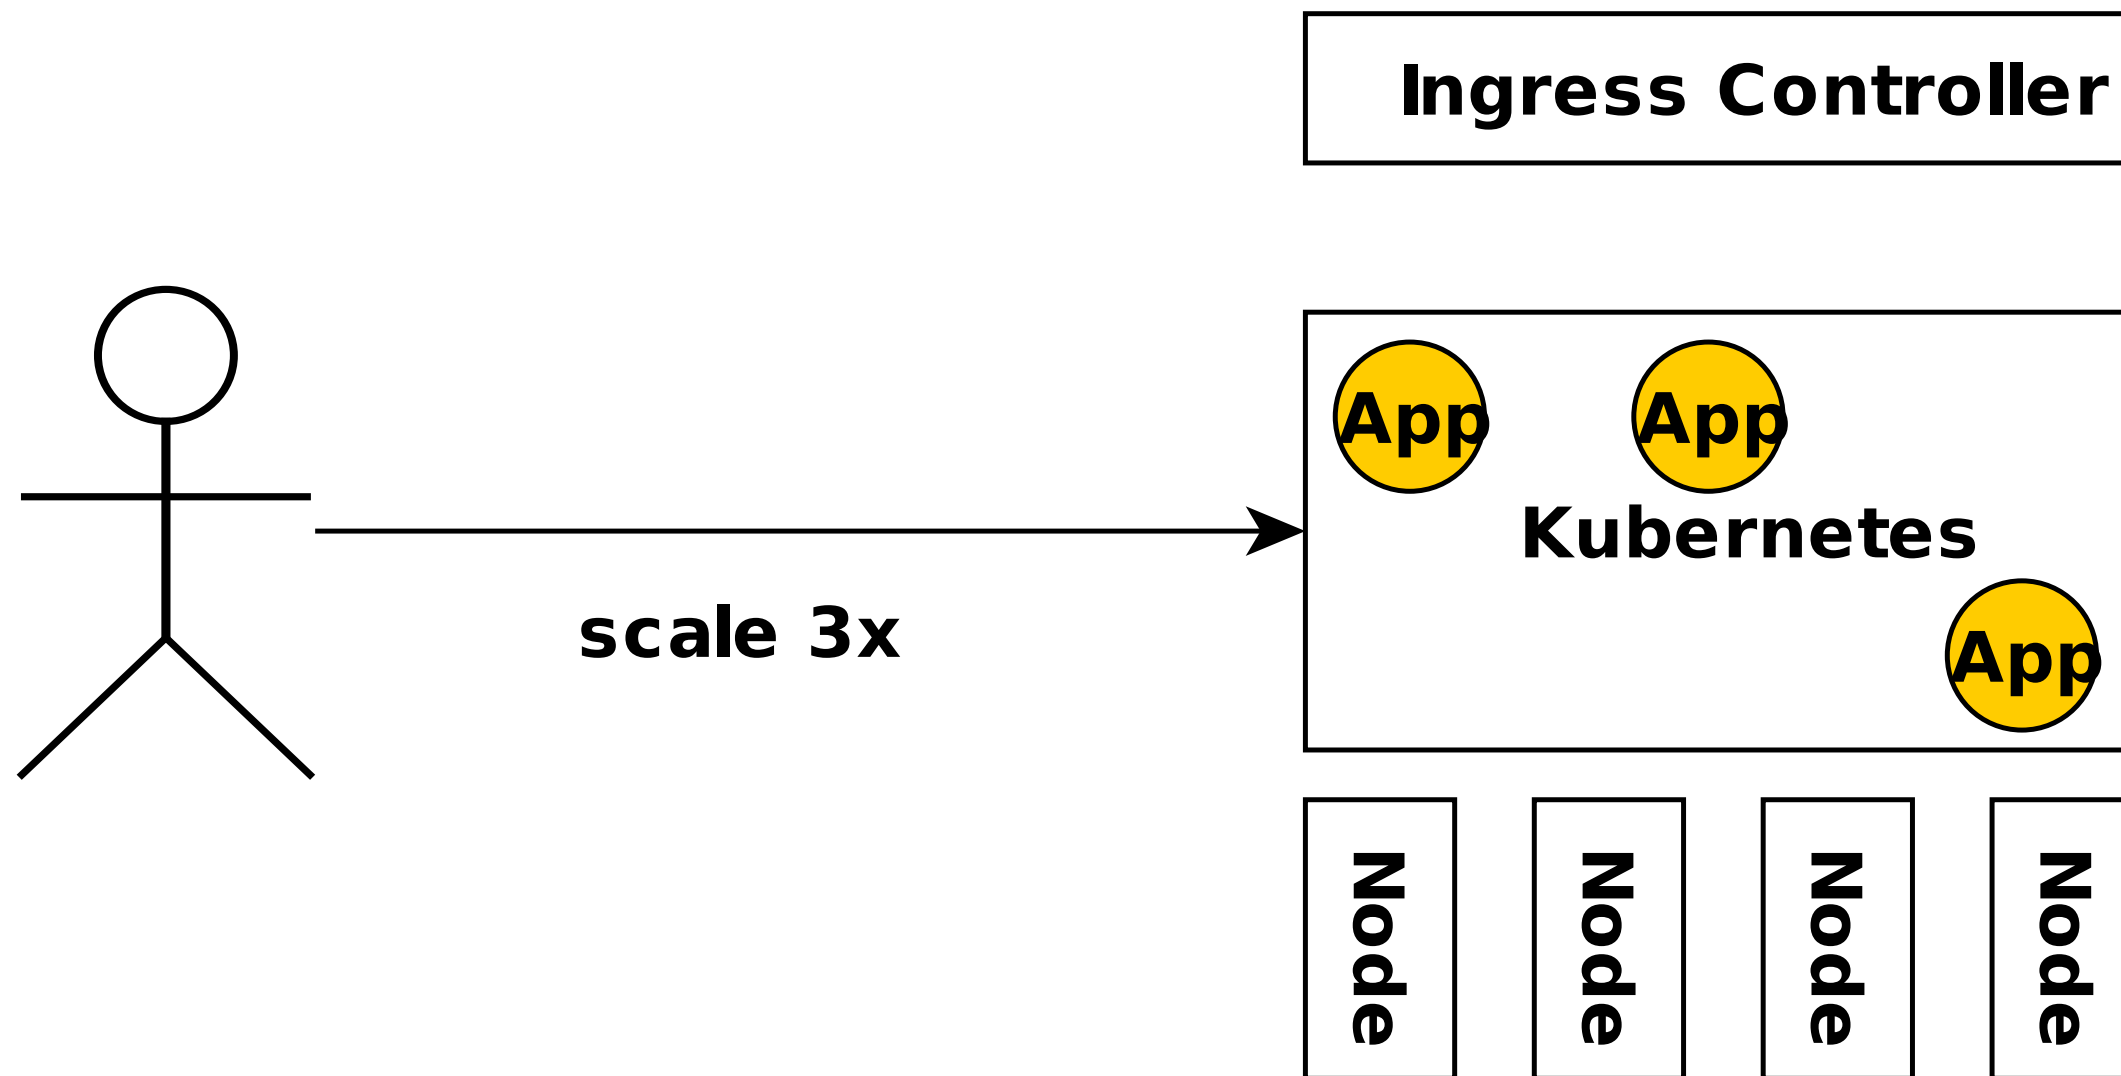 Ingress Controller
App App
Kubernetes
scale 3x
App
Node Node Node Node